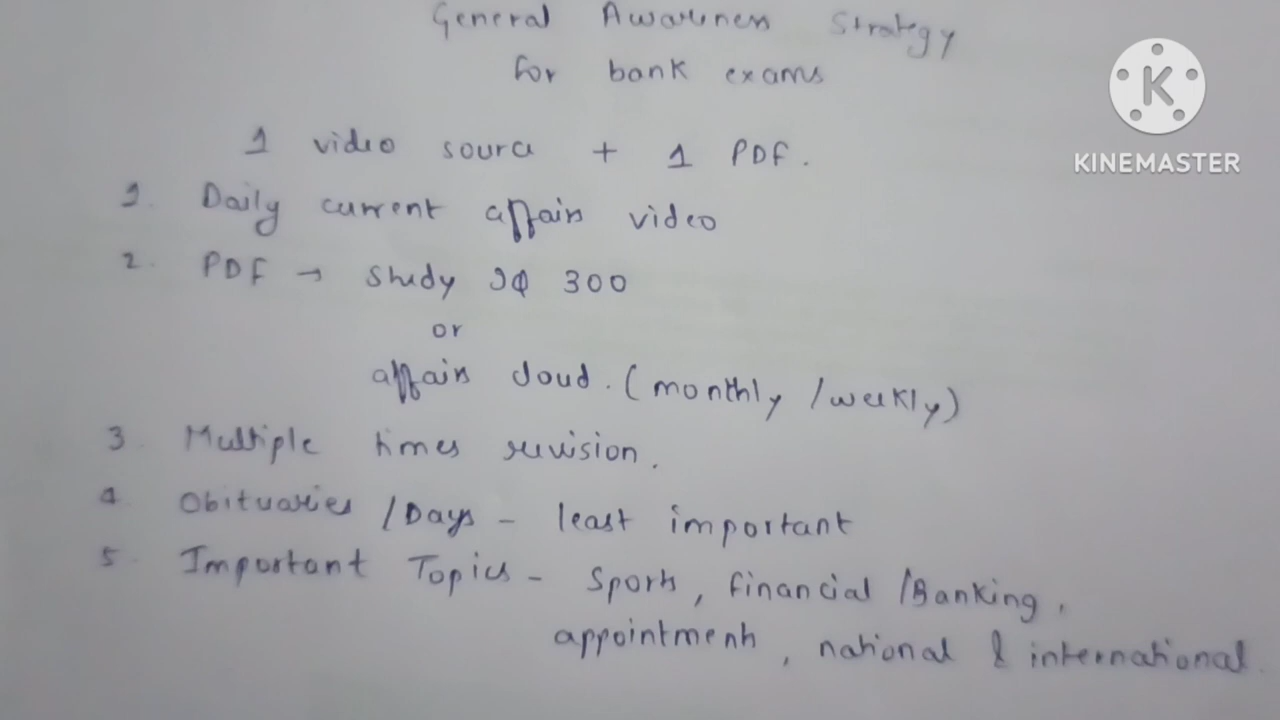 General Awareness Strategy
for bank exams
K
KINEMASTER
1 video source + 1 PDF.
1. Daily current affairs video
2. PDF → Study IQ 300
or
affairs cloud. (monthly / weekly)
3. Multiple times revision.
4 Obituaries / Days - least important
5 Important Topics - Sports, financial / Banking,
appointments, national & international